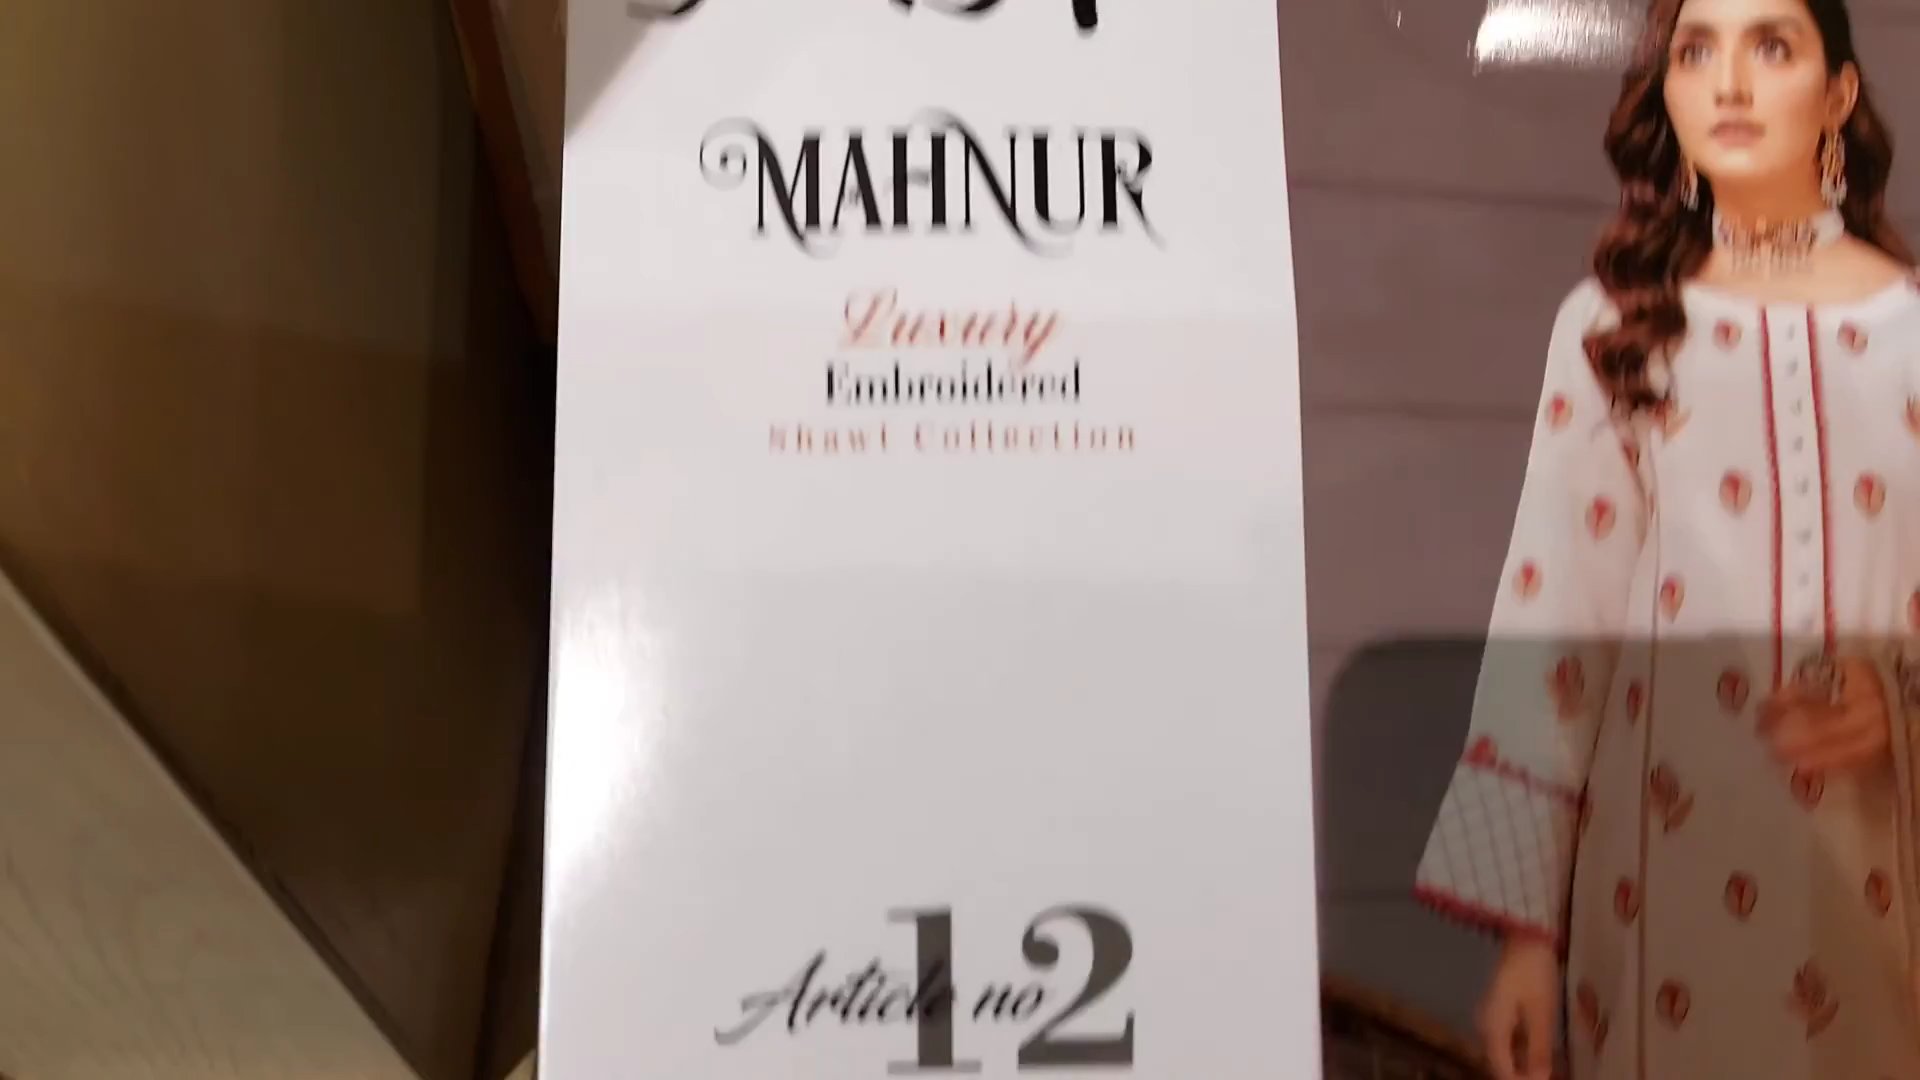 MAHNUR
Luxury
Embroidered
Shawl Collection
Article no 12